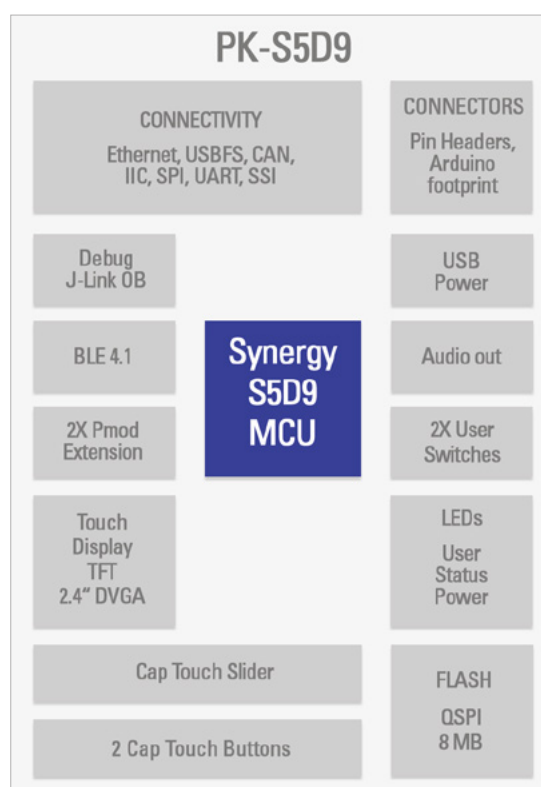 PK-S5D9
CONNECTIVITY
Ethernet, USBFS, CAN,
IIC, SPI, UART, SSI
CONNECTORS
Pin Headers,
Arduino
footprint
Debug
J-Link OB
USB
Power
BLE 4.1
Synergy
S5D9
MCU
Audio out
2X Pmod
Extension
2X User
Switches
Touch
Display
TFT
2.4“ DVGA
LEDs
User
Status
Power
Cap Touch Slider
FLASH
QSPI
8 MB
2 Cap Touch Buttons